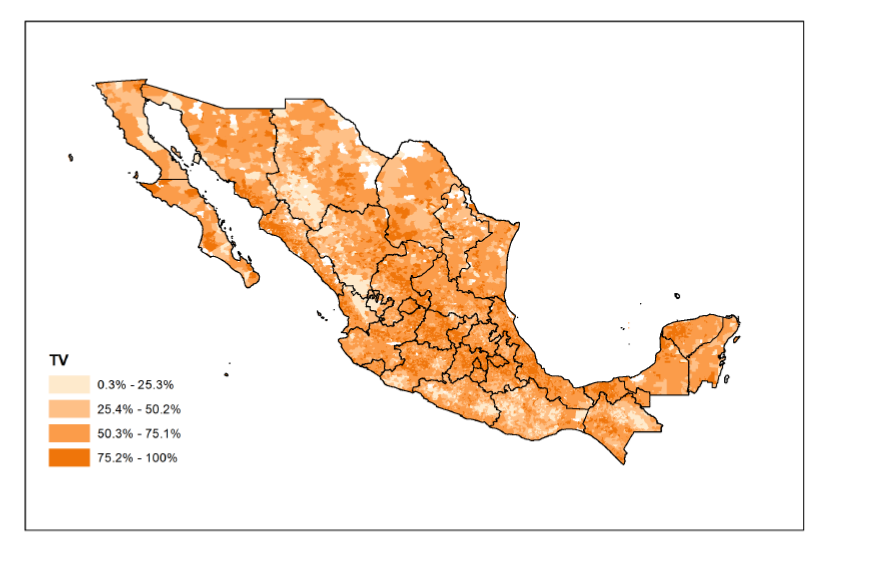 TV
0.3% - 25.3%
25.4% - 50.2%
50.3% - 75.1%
75.2% - 100%